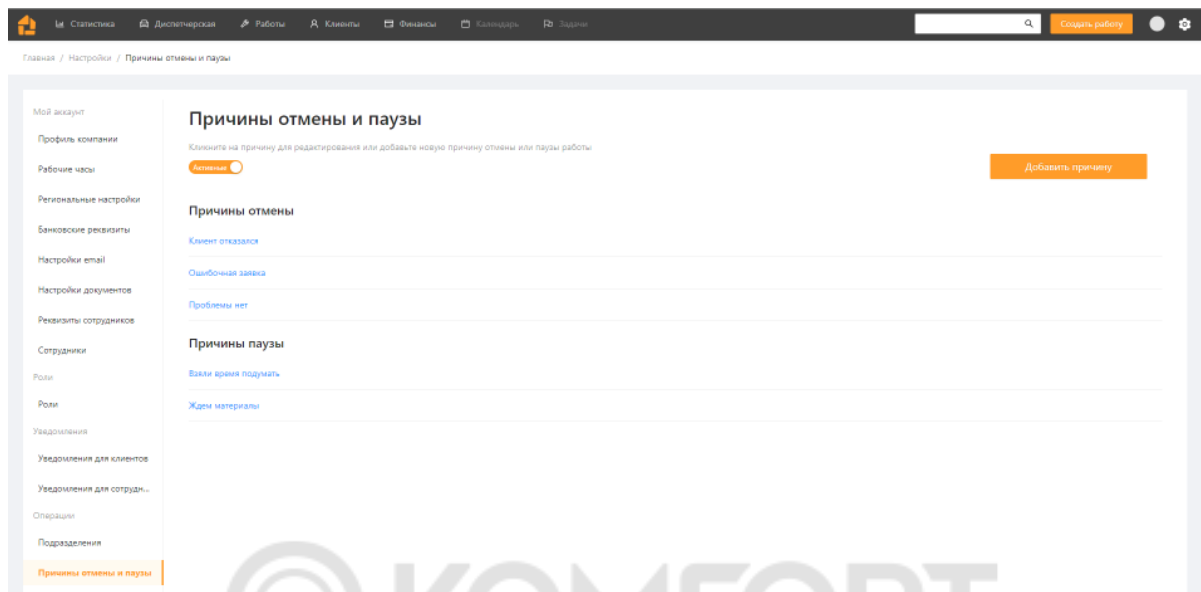 Статистика Диспетчерская Работы Клиенты Финансы Календарь Задачи Создать работу
Главная / Настройки / Причины отмены и паузы
Мой аккаунт
Профиль компании
Рабочие часы
Региональные настройки
Банковские реквизиты
Настройки email
Настройки документов
Реквизиты сотрудников
Сотрудники
Роли
Роли
Уведомления
Уведомления для клиентов
Уведомления для сотрудн...
Операции
Подразделения
Причины отмены и паузы
Причины отмены и паузы
Кликните на причину для редактирования или добавьте новую причину отмены или паузы работы
Активные
Добавить причину
Причины отмены
Клиент отказался
Ошибочная заявка
Проблемы нет
Причины паузы
Взяли время подумать
Ждем материалы
KOMFORT